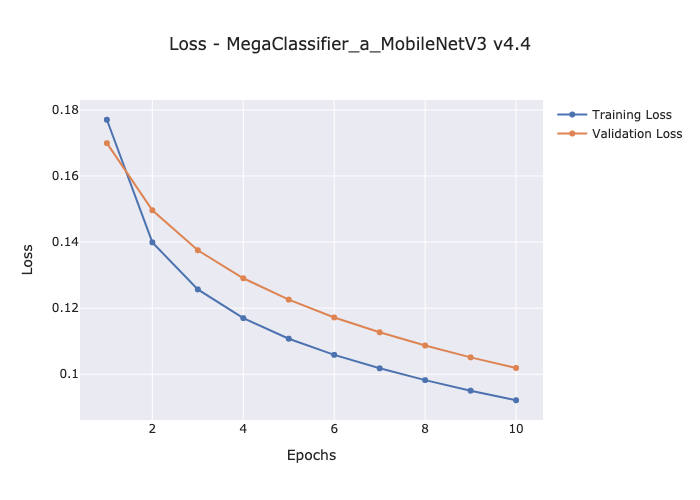 Loss - MegaClassifier_a_MobileNetV3 v4.4
0.18
0.16
0.14
0.12
0.1
Loss
2 4 6 8 10
Epochs
Training Loss
Validation Loss